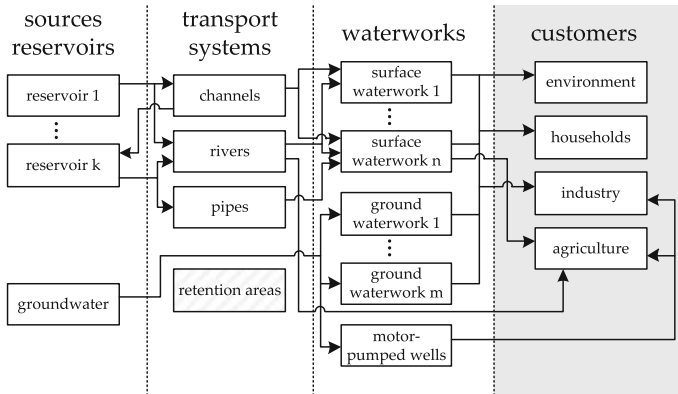 sources
reservoirs
reservoir 1
reservoir k
groundwater
transport
systems
channels
rivers
pipes
retention areas
waterworks
surface
waterwork 1
surface
waterwork n
ground
waterwork 1
ground
waterwork m
motor-
pumped wells
customers
environment
households
industry
agriculture